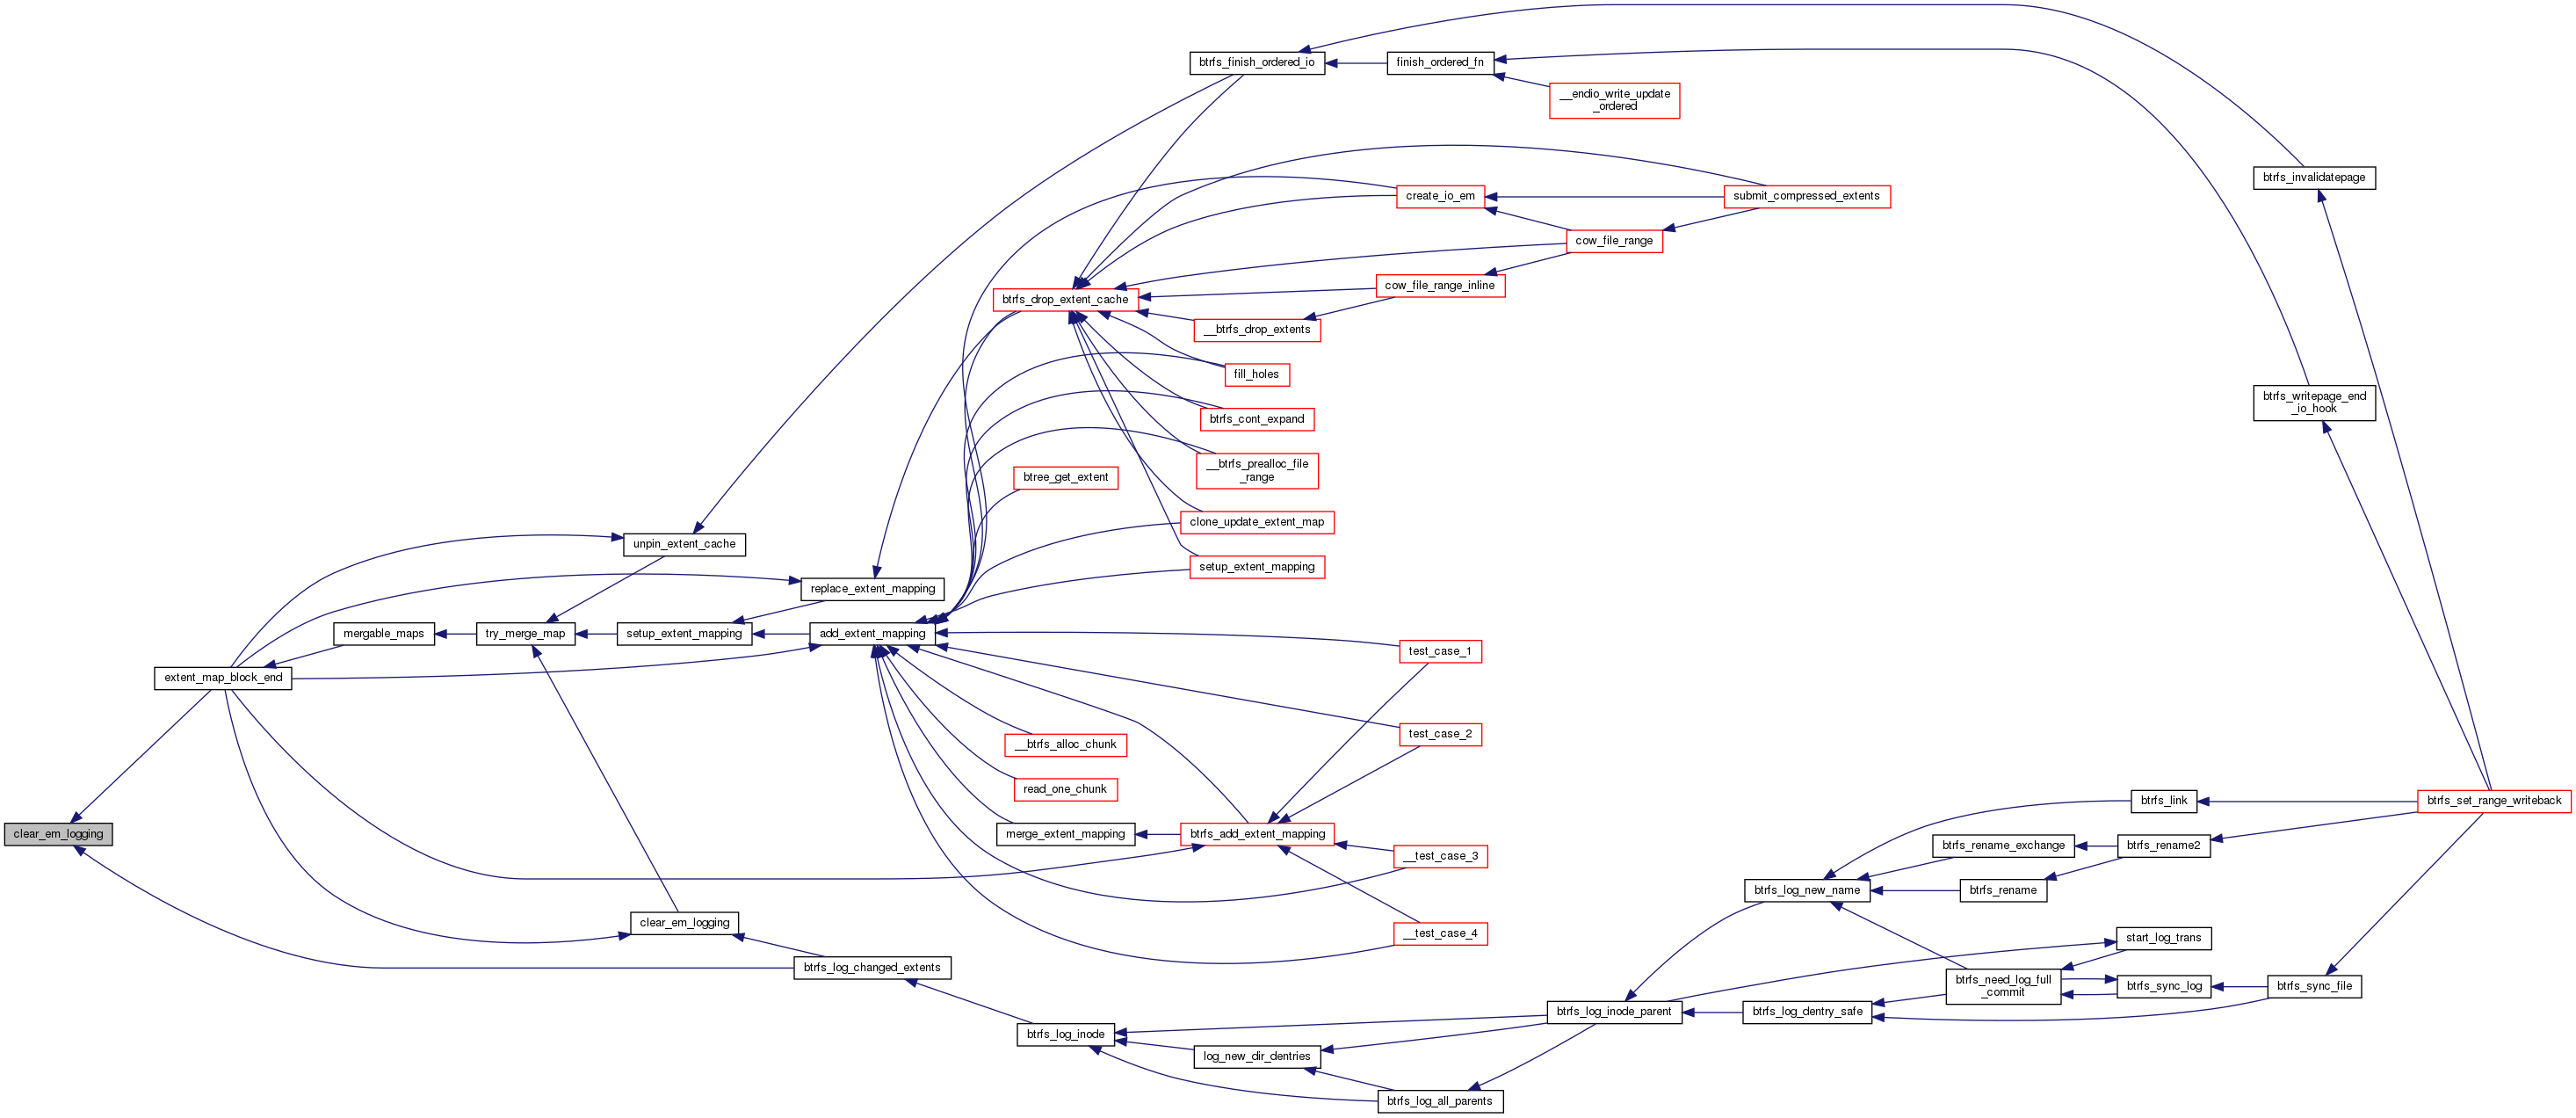 btrfs_finish_ordered_io
finish_ordered_fn
__endio_write_update
_ordered
btrfs_invalidatepage
create_io_em
submit_compressed_extents
cow_file_range
cow_file_range_inline
btrfs_drop_extent_cache
__btrfs_drop_extents
fill_holes
btrfs_writepage_end
_io_hook
btrfs_cont_expand
__btrfs_prealloc_file
_range
btree_get_extent
clone_update_extent_map
unpin_extent_cache
setup_extent_mapping
replace_extent_mapping
mergable_maps
try_merge_map
setup_extent_mapping
add_extent_mapping
test_case_1
extent_map_block_end
test_case_2
__btrfs_alloc_chunk
read_one_chunk
btrfs_link
btrfs_set_range_writeback
clear_em_logging
merge_extent_mapping
btrfs_add_extent_mapping
btrfs_rename_exchange
btrfs_rename2
__test_case_3
btrfs_log_new_name
btrfs_rename
clear_em_logging
__test_case_4
start_log_trans
btrfs_log_changed_extents
btrfs_need_log_full
_commit
btrfs_sync_log
btrfs_sync_file
btrfs_log_inode_parent
btrfs_log_dentry_safe
btrfs_log_inode
log_new_dir_dentries
btrfs_log_all_parents